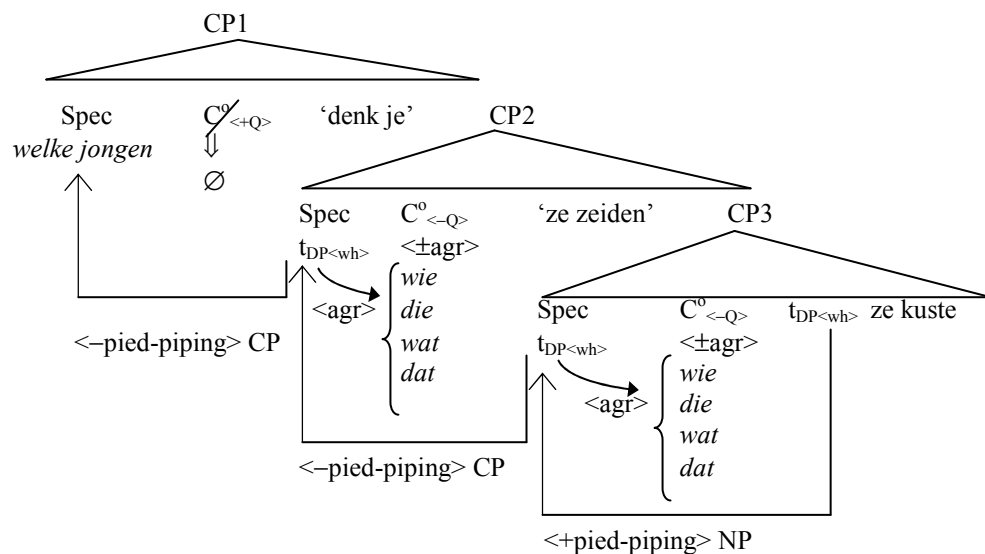 CP1
Spec C°<+Q> ‘denk je’ CP2
welke jongen ⇓
∅
Spec C°<–Q> ‘ze zeiden’ CP3
tDP<wh> <±agr>
wie
<agr> die
wat
dat
<–pied-piping> CP
Spec C°<–Q> tDP<wh> ze kuste
tDP<wh> <±agr>
wie
<agr> die
wat
dat
<–pied-piping> CP
<+pied-piping> NP